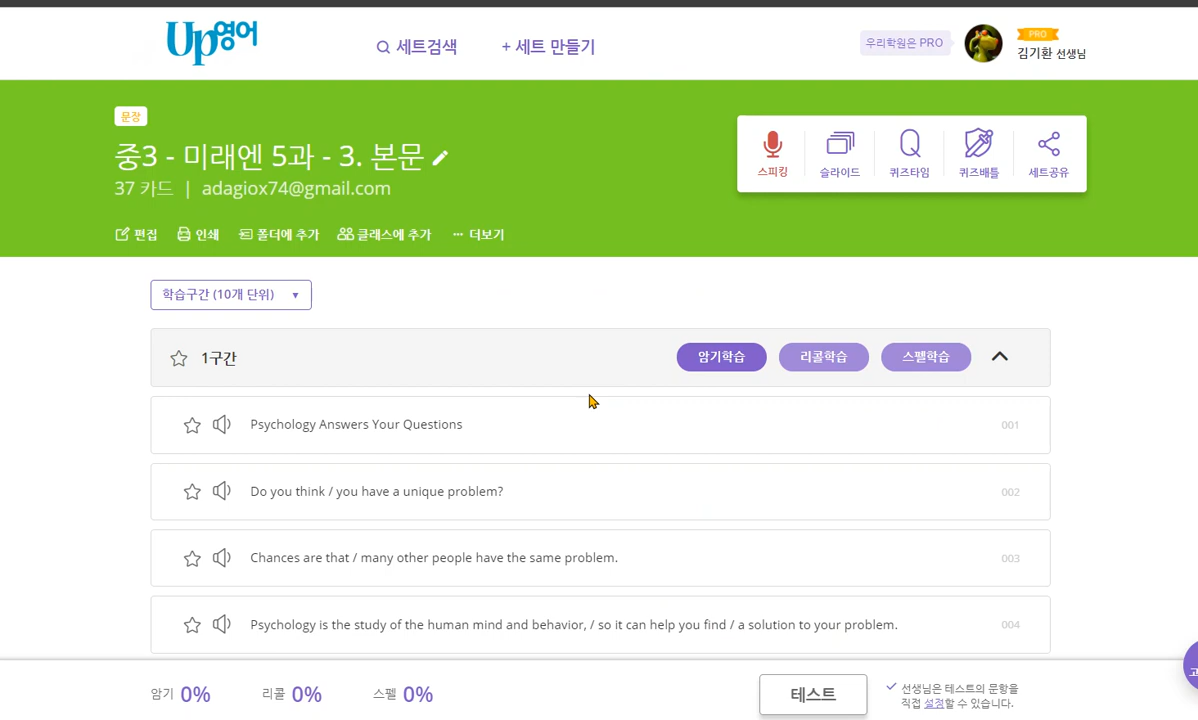 Up영어
세트검색
+ 세트 만들기
우리학원은 PRO
PRO
김기환 선생님
문장
중3 - 미래엔 5과 - 3. 본문
37 카드 | adagiox74@gmail.com
스피킹
슬라이드
퀴즈타임
퀴즈배틀
세트공유
편집
인쇄
폴더에 추가
클래스에 추가
··· 더보기
학습구간 (10개 단위) ▼
1구간
암기학습
리콜학습
스펠학습
Psychology Answers Your Questions
001
Do you think / you have a unique problem?
002
Chances are that / many other people have the same problem.
003
Psychology is the study of the human mind and behavior, / so it can help you find / a solution to your problem.
004
암기 0%
리콜 0%
스펠 0%
테스트
선생님은 테스트의 문항을
직접 설정할 수 있습니다.